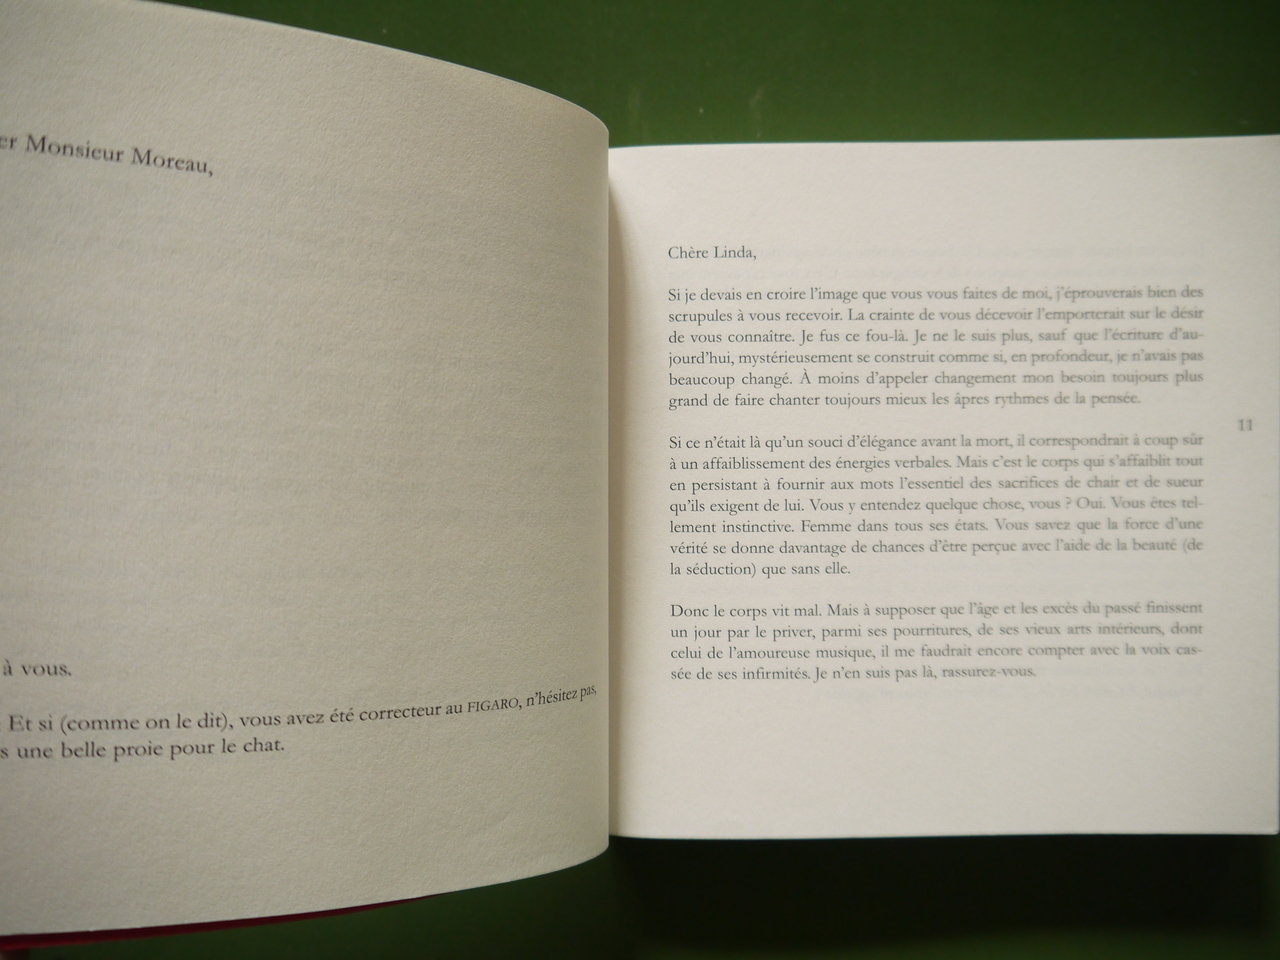 er Monsieur Moreau,
à vous.
Et si (comme on le dit), vous avez été correcteur au FIGARO, n'hésitez pas,
s une belle proie pour le chat.
Chère Linda,
Si je devais en croire l'image que vous vous faites de moi, j'éprouverais bien des
scrupules à vous recevoir. La crainte de vous décevoir l'emporterait sur le désir
de vous connaître. Je fus ce fou-là. Je ne le suis plus, sauf que l'écriture d'au-
jourd'hui, mystérieusement se construit comme si, en profondeur, je n'avais pas
beaucoup changé. À moins d'appeler changement mon besoin toujours plus
grand de faire chanter toujours mieux les âpres rythmes de la pensée.
11
Si ce n'était là qu'un souci d'élégance avant la mort, il correspondrait à coup sûr
à un affaiblissement des énergies verbales. Mais c'est le corps qui s'affaiblit tout
en persistant à fournir aux mots l'essentiel des sacrifices de chair et de sueur
qu'ils exigent de lui. Vous y entendez quelque chose, vous ? Oui. Vous êtes tel-
lement instinctive. Femme dans tous ses états. Vous savez que la force d'une
vérité se donne davantage de chances d'être perçue avec l'aide de la beauté (de
la séduction) que sans elle.
Donc le corps vit mal. Mais à supposer que l'âge et les excès du passé finissent
un jour par le priver, parmi ses pourritures, de ses vieux arts intérieurs, dont
celui de l'amoureuse musique, il me faudrait encore compter avec la voix cas-
sée de ses infirmités. Je n'en suis pas là, rassurez-vous.